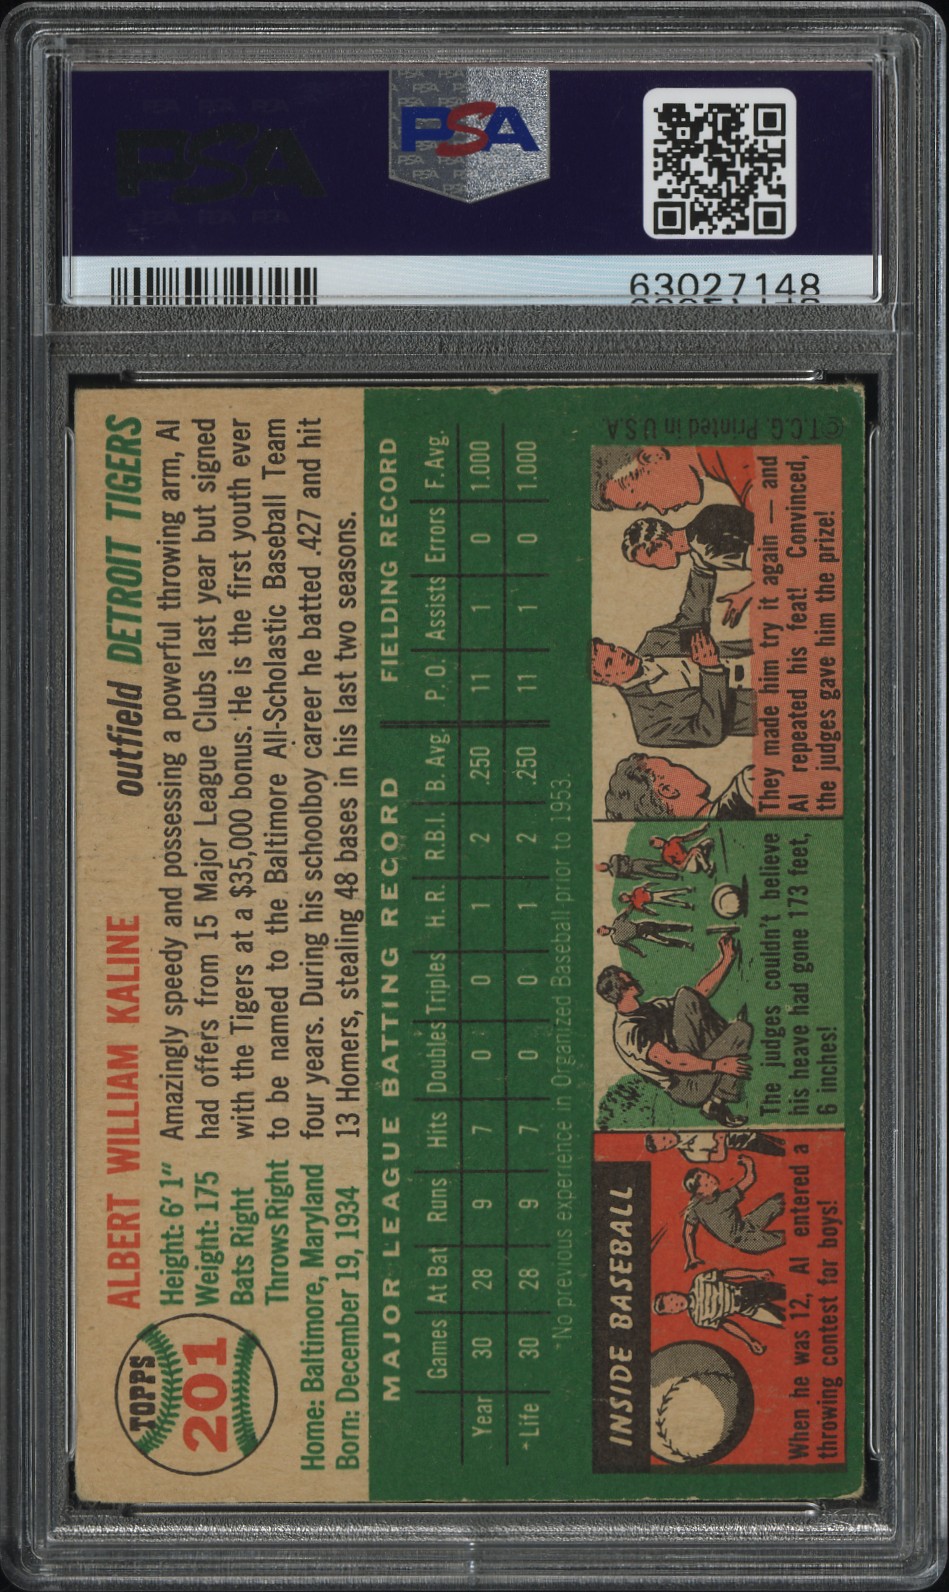 PSA
PSA
63027148
TOPPS
201
ALBERT WILLIAM KALINE
outfield DETROIT TIGERS
Height: 6' 1"
Weight: 175
Bats Right
Throws Right
Home: Baltimore, Maryland
Born: December 19, 1934
Amazingly speedy and possessing a powerful throwing arm, Al
had offers from 15 Major League Clubs last year but signed
with the Tigers at a $35,000 bonus. He is the first youth ever
to be named to the Baltimore All-Scholastic Baseball Team
four years. During his schoolboy career he batted .427 and hit
13 Homers, stealing 48 bases in his last two seasons.
MAJOR LEAGUE BATTING RECORD FIELDING RECORD
Games At Bat Runs Hits Doubles Triples H. R. R.B.I. B. Avg. P. O. Assists Errors F. Avg.
Year 30 28 9 7 0 0 1 2 .250 11 1 0 1.000
*Life 30 28 9 7 0 0 1 2 .250 11 1 0 1.000
*No previous experience in Organized Baseball prior to 1953.
INSIDE BASEBALL
When he was 12, Al entered a
throwing contest for boys!
The judges couldn't believe
his heave had gone 173 feet,
6 inches!
They made him try it again — and
Al repeated his feat! Convinced,
the judges gave him the prize!
©T.C.G. Printed in U S A